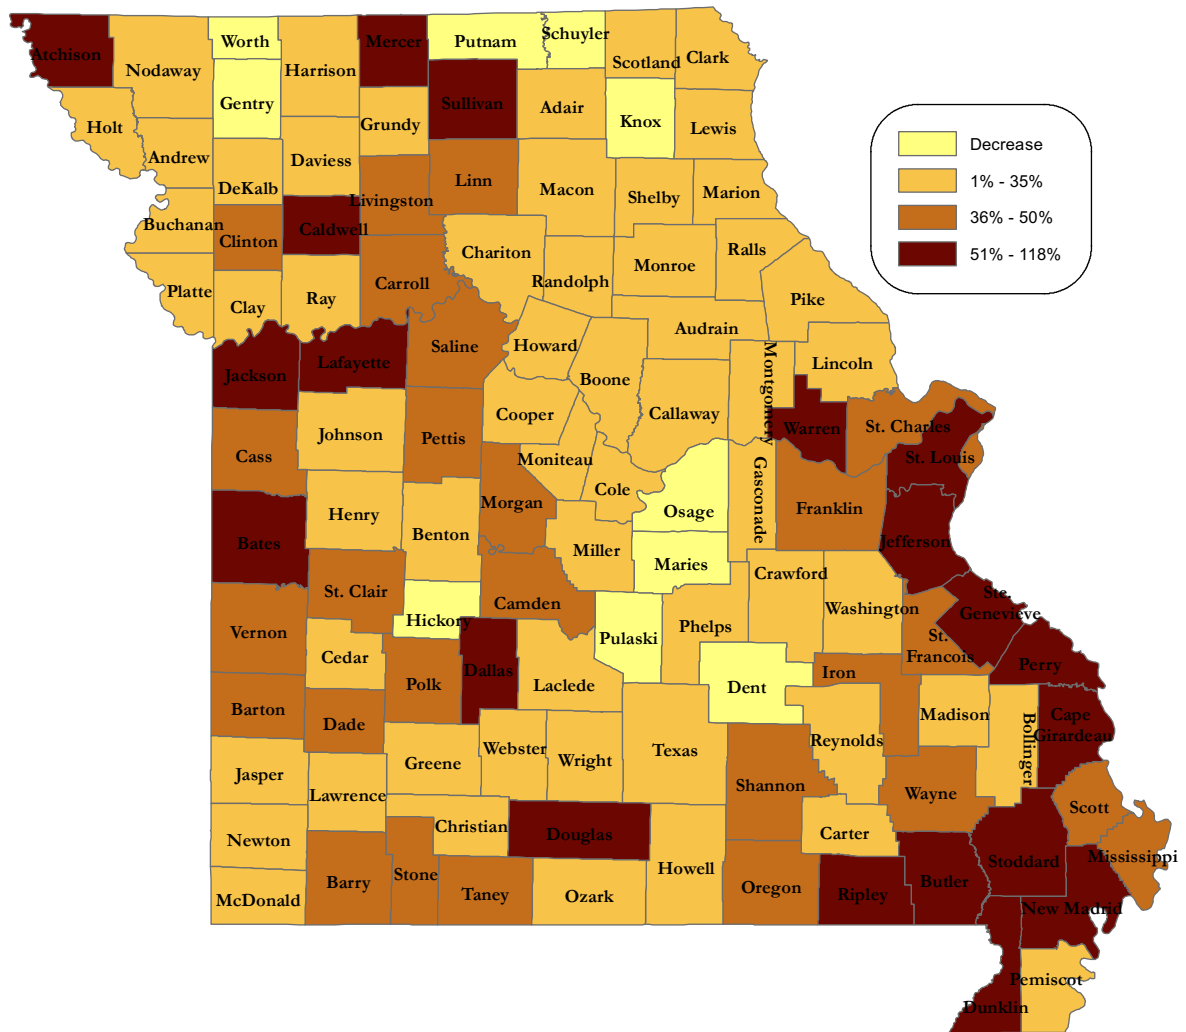 Atchison
Nodaway
Worth
Harrison
Mercer
Putnam
Schuyler
Scotland
Clark
Gentry
Holt
Andrew
DeKalb
Daviess
Grundy
Sullivan
Adair
Knox
Lewis
Decrease
1% - 35%
36% - 50%
51% - 118%
Buchanan
Clinton
Caldwell
Livingston
Linn
Macon
Shelby
Marion
Platte
Clay
Ray
Carroll
Chariton
Randolph
Monroe
Ralls
Pike
Audrain
Jackson
Lafayette
Saline
Howard
Boone
Callaway
Montgomery
Lincoln
Cass
Johnson
Pettis
Cooper
Moniteau
Cole
Osage
Gasconade
Warren
St. Charles
St. Louis
Franklin
Jefferson
Bates
Henry
Benton
Morgan
Miller
Maries
Crawford
Washington
Ste.
Genevieve
St.
Francois
Perry
Vernon
St. Clair
Hickory
Camden
Pulaski
Phelps
Dent
Iron
Madison
Bollinger
Cape
Girardeau
Cedar
Polk
Dallas
Laclede
Barton
Dade
Greene
Webster
Wright
Texas
Shannon
Reynolds
Wayne
Scott
Mississippi
Jasper
Lawrence
Christian
Douglas
Howell
Carter
Butler
Stoddard
Newton
McDonald
Barry
Stone
Taney
Ozark
Oregon
Ripley
New Madrid
Pemiscot
Dunklin